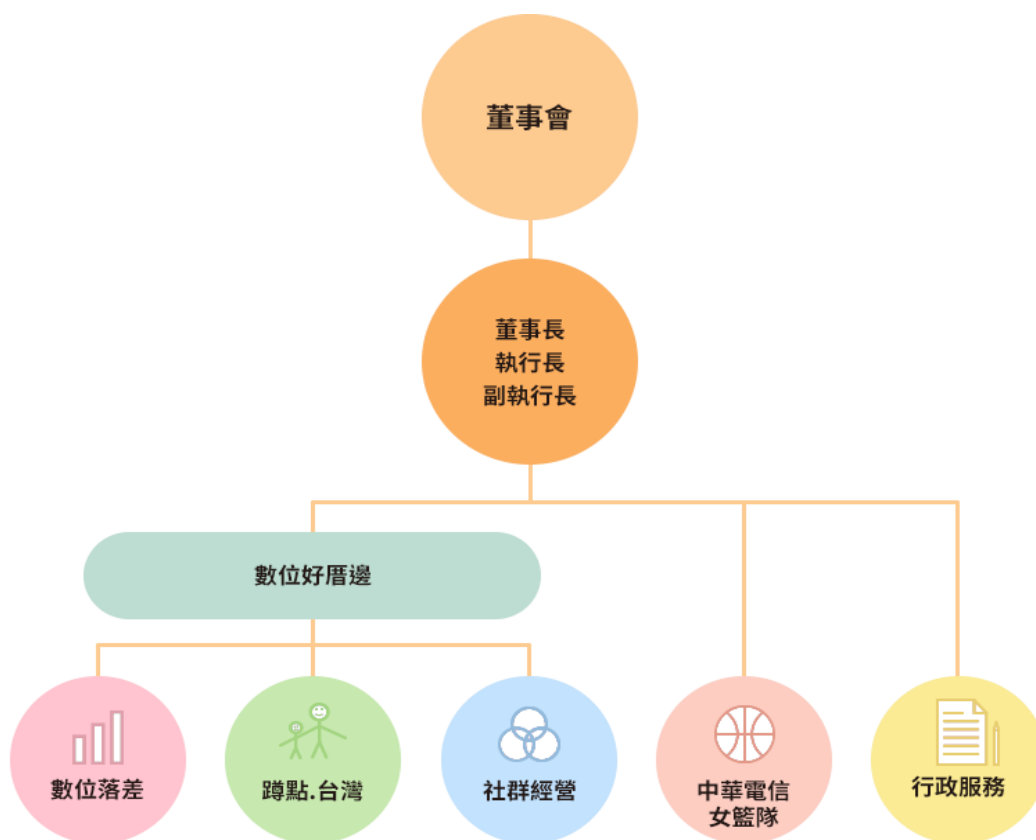 董事會
董事長
執行長
副執行長
數位好厝邊
數位落差
蹲點.台灣
社群經營
中華電信
女籃隊
行政服務